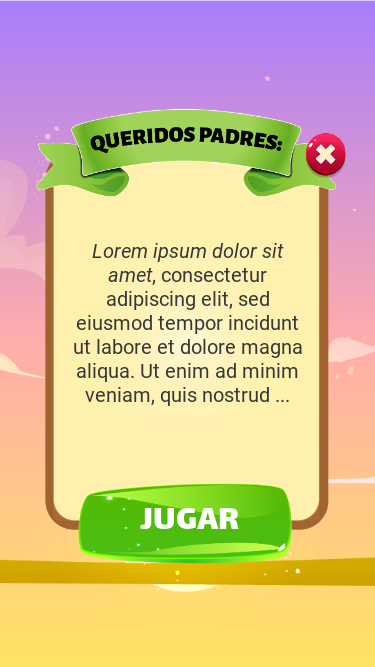 QUERIDOS PADRES:
Lorem ipsum dolor sit
amet, consectetur
adipiscing elit, sed
eiusmod tempor incidunt
ut labore et dolore magna
aliqua. Ut enim ad minim
veniam, quis nostrud ...
JUGAR